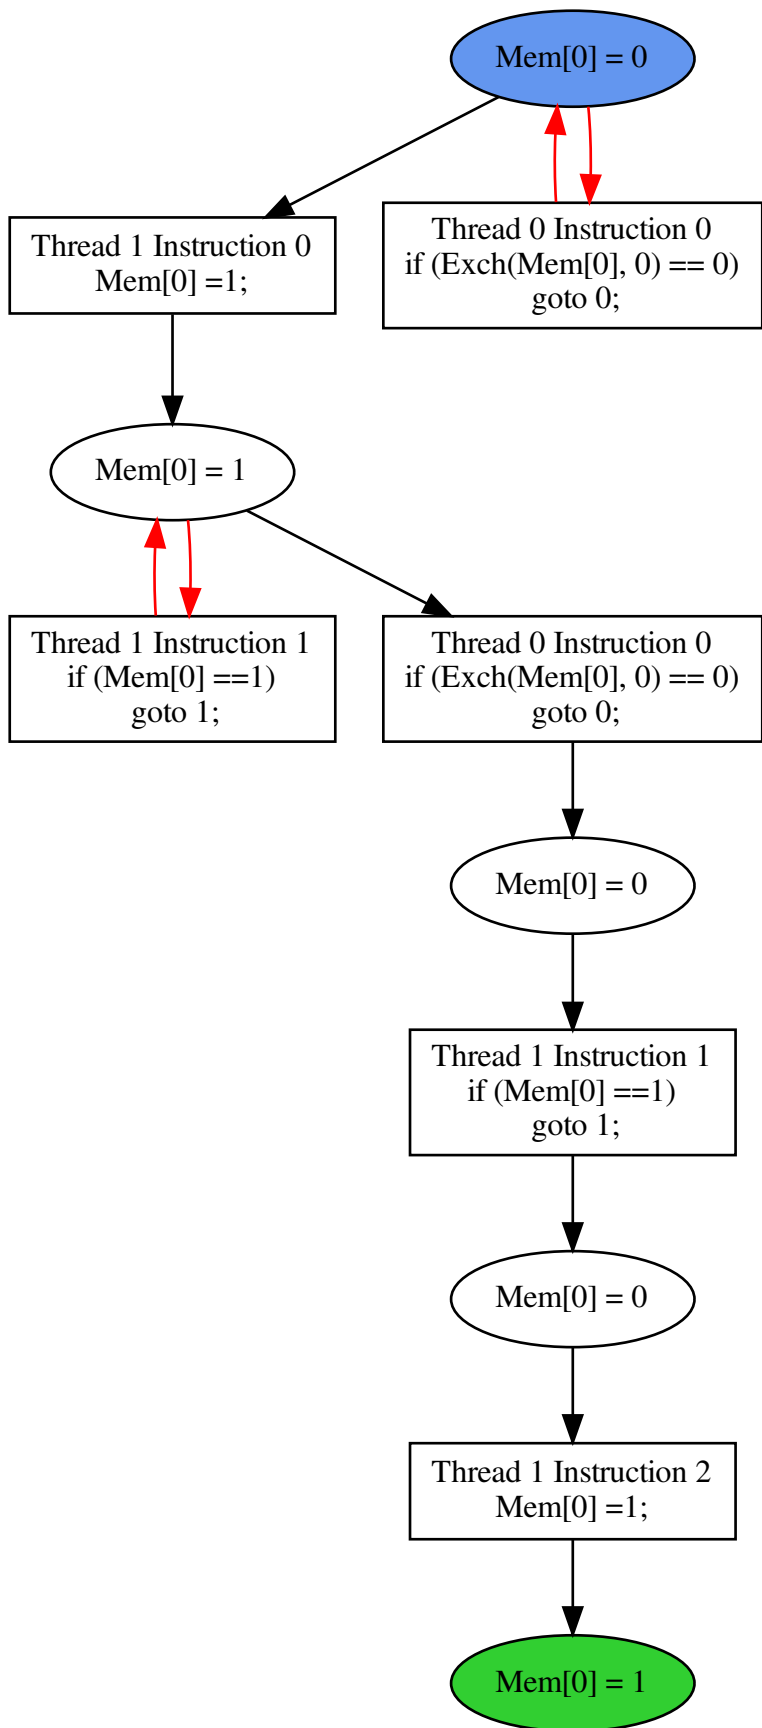 Mem[0] = 0
Thread 1 Instruction 0
Mem[0] =1;
Thread 0 Instruction 0
if (Exch(Mem[0], 0) == 0)
goto 0;
Mem[0] = 1
Thread 1 Instruction 1
if (Mem[0] ==1)
goto 1;
Thread 0 Instruction 0
if (Exch(Mem[0], 0) == 0)
goto 0;
Mem[0] = 0
Thread 1 Instruction 1
if (Mem[0] ==1)
goto 1;
Mem[0] = 0
Thread 1 Instruction 2
Mem[0] =1;
Mem[0] = 1